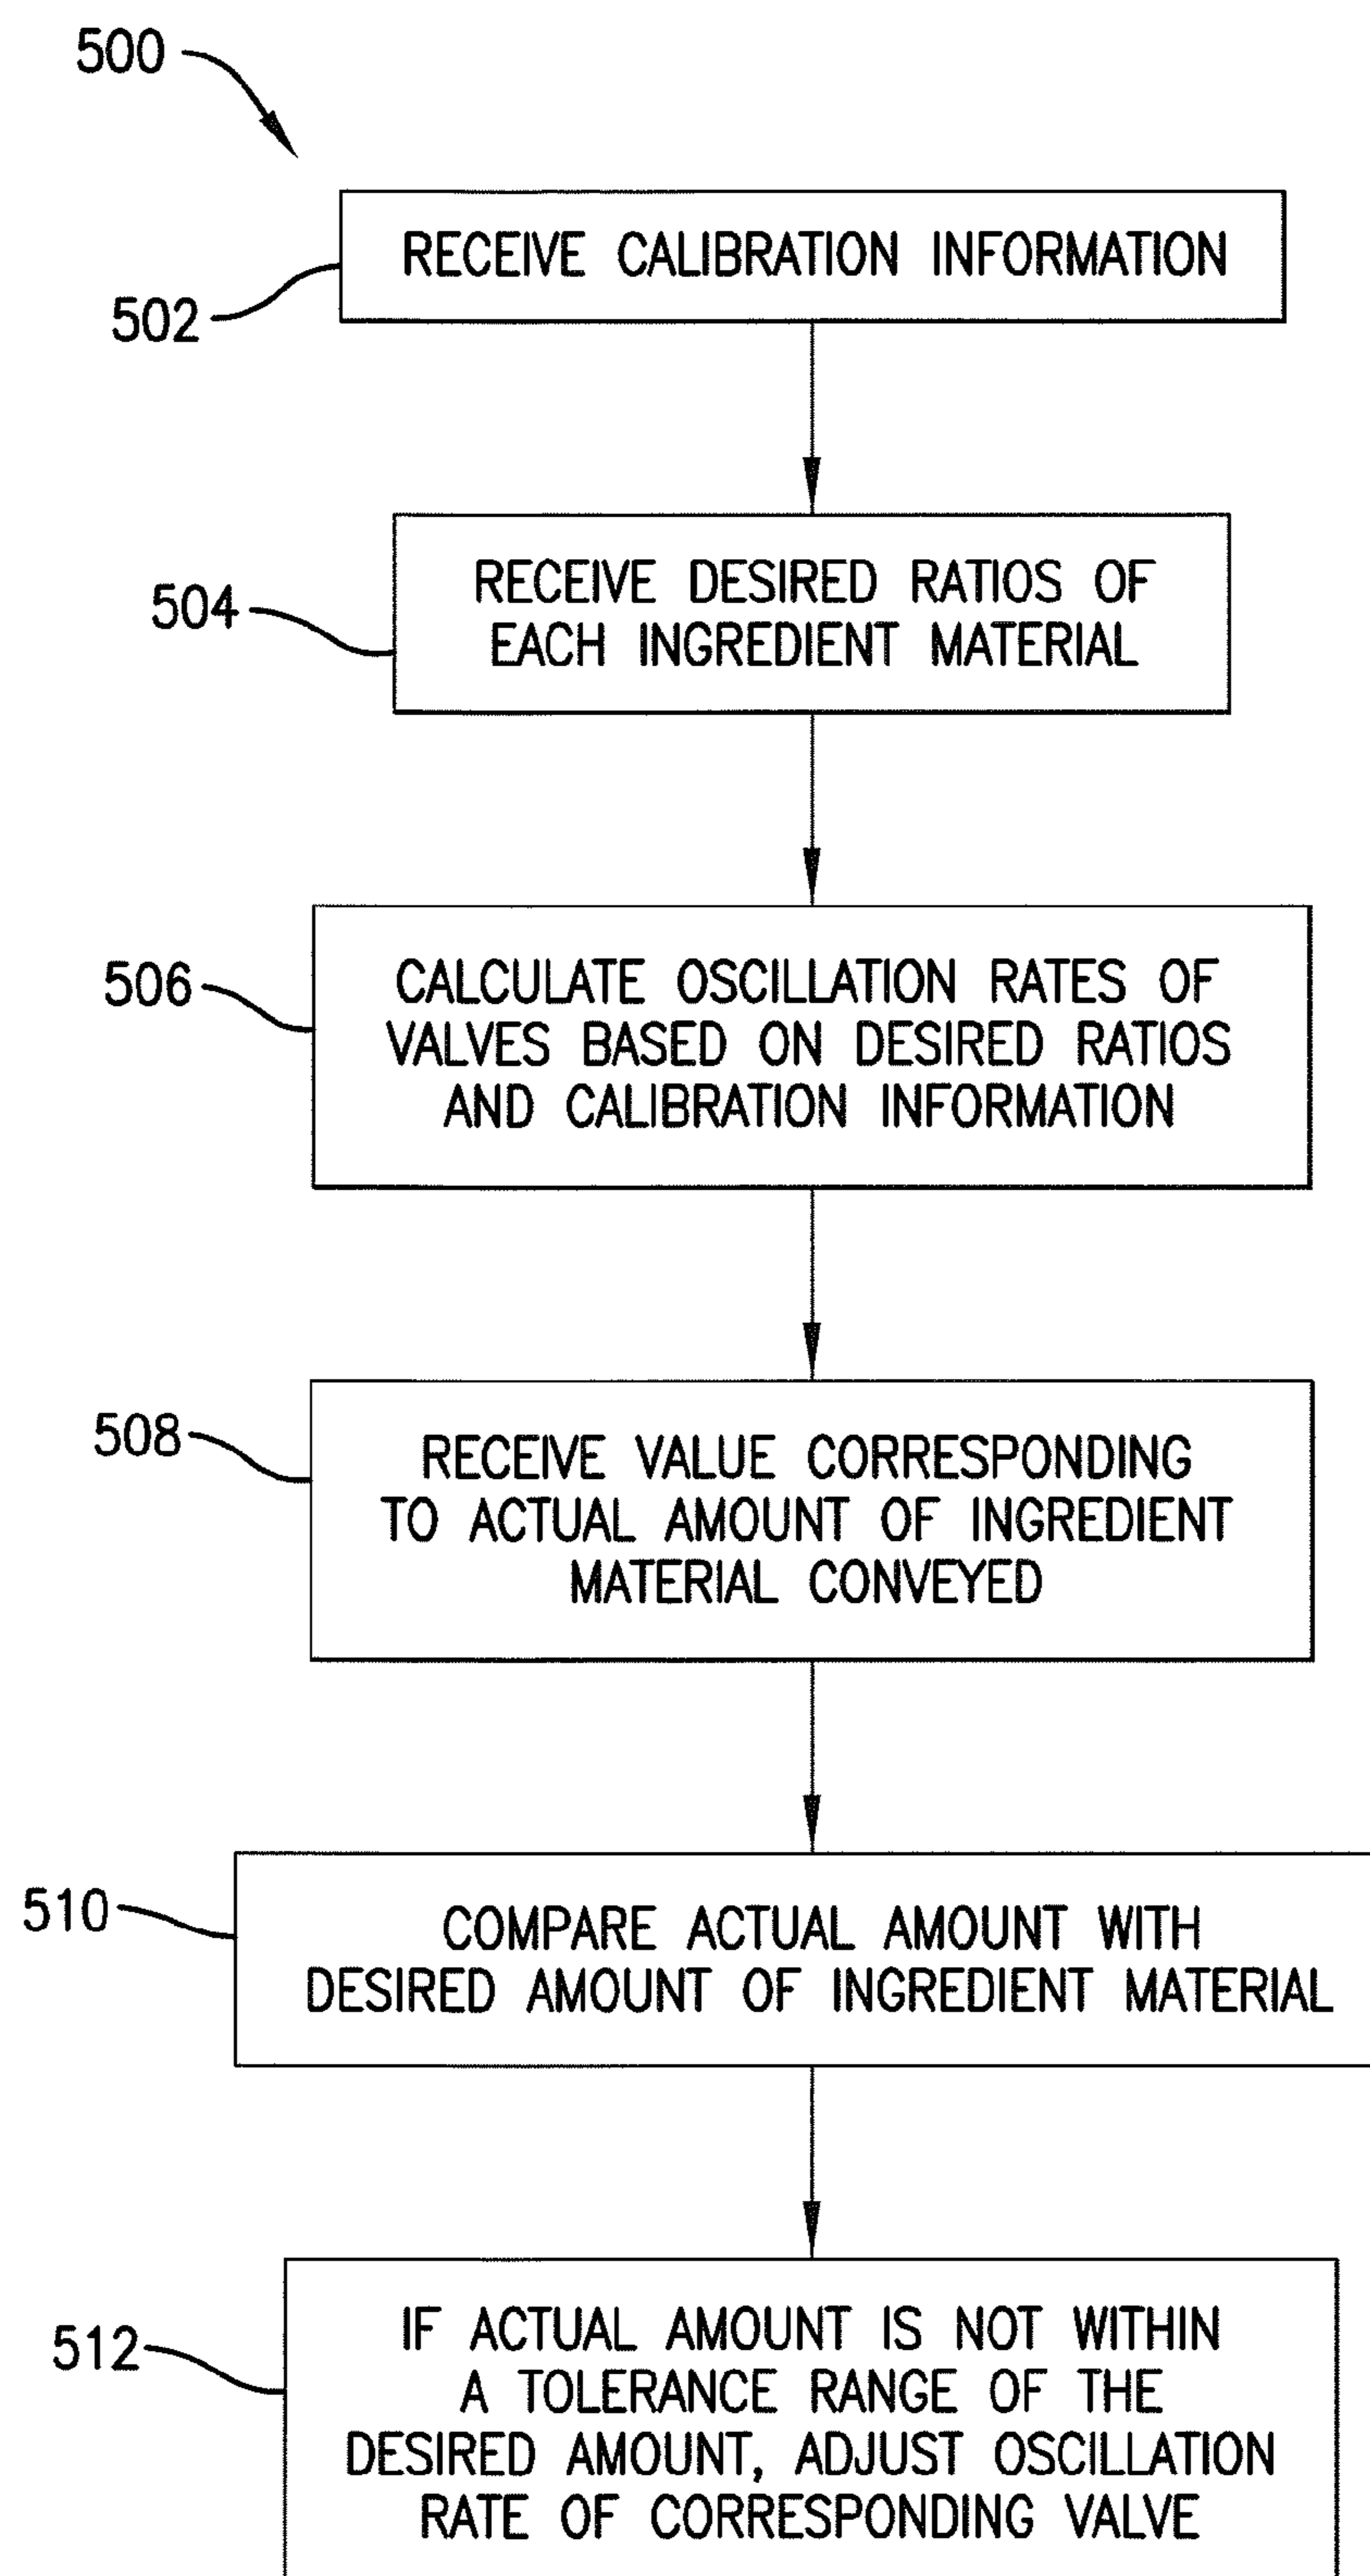 500
RECEIVE CALIBRATION INFORMATION
502
RECEIVE DESIRED RATIOS OF
EACH INGREDIENT MATERIAL
504
CALCULATE OSCILLATION RATES OF
VALVES BASED ON DESIRED RATIOS
AND CALIBRATION INFORMATION
506
RECEIVE VALUE CORRESPONDING
TO ACTUAL AMOUNT OF INGREDIENT
MATERIAL CONVEYED
508
COMPARE ACTUAL AMOUNT WITH
DESIRED AMOUNT OF INGREDIENT MATERIAL
510
IF ACTUAL AMOUNT IS NOT WITHIN
A TOLERANCE RANGE OF THE
DESIRED AMOUNT, ADJUST OSCILLATION
RATE OF CORRESPONDING VALVE
512